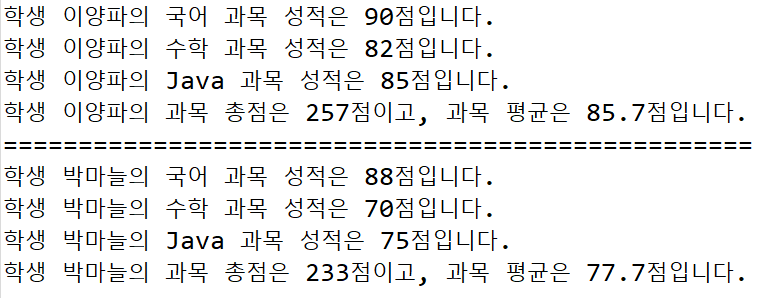 학생 이양파의 국어 과목 성적은 90점입니다.
학생 이양파의 수학 과목 성적은 82점입니다.
학생 이양파의 Java 과목 성적은 85점입니다.
학생 이양파의 과목 총점은 257점이고, 과목 평균은 85.7점입니다.
==================================================
학생 박마늘의 국어 과목 성적은 88점입니다.
학생 박마늘의 수학 과목 성적은 70점입니다.
학생 박마늘의 Java 과목 성적은 75점입니다.
학생 박마늘의 과목 총점은 233점이고, 과목 평균은 77.7점입니다.